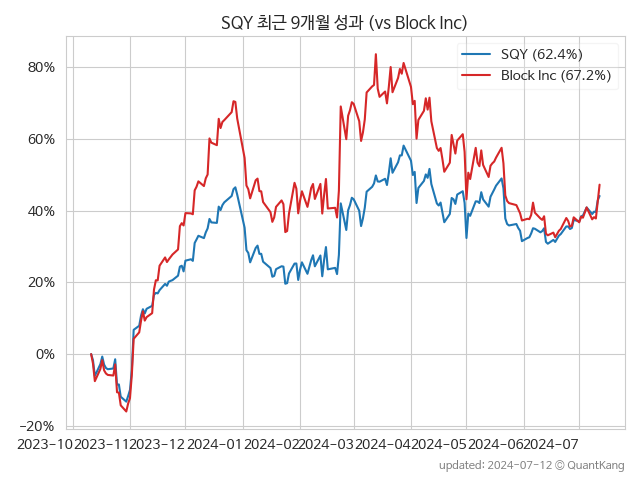 SQY 최근 9개월 성과 (vs Block Inc)
SQY (62.4%)
Block Inc (67.2%)
80%
60%
40%
20%
0%
−20%
2023-10 2023-11 2023-12 2024-01 2024-02 2024-03 2024-04 2024-05 2024-06 2024-07
updated: 2024-07-12 © QuantKang